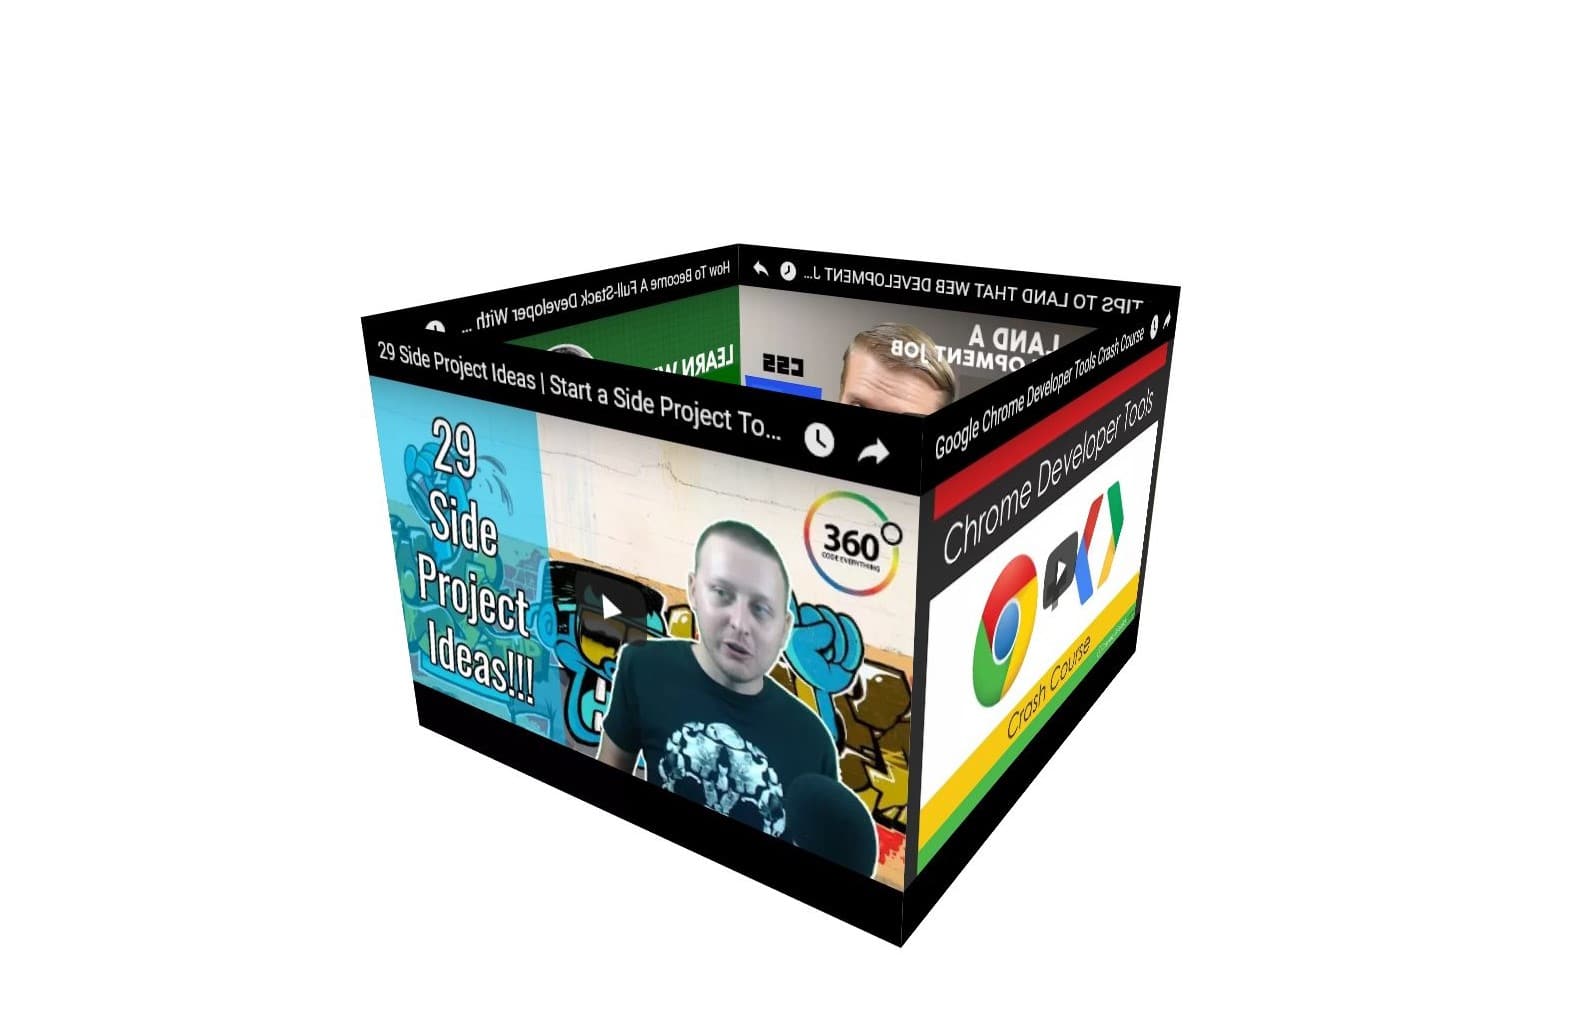 How To Become A Full-Stack Developer With ...
TIPS TO LAND THAT WEB DEVELOPMENT J...
LEARN
LAND A
JOB
CSS
29 Side Project Ideas | Start a Side Project To...
29
Side
Project
Ideas!!!
360
CODE EVERYTHING
Google Chrome Developer Tools Crash Course
Chrome Developer Tools
Crash Course